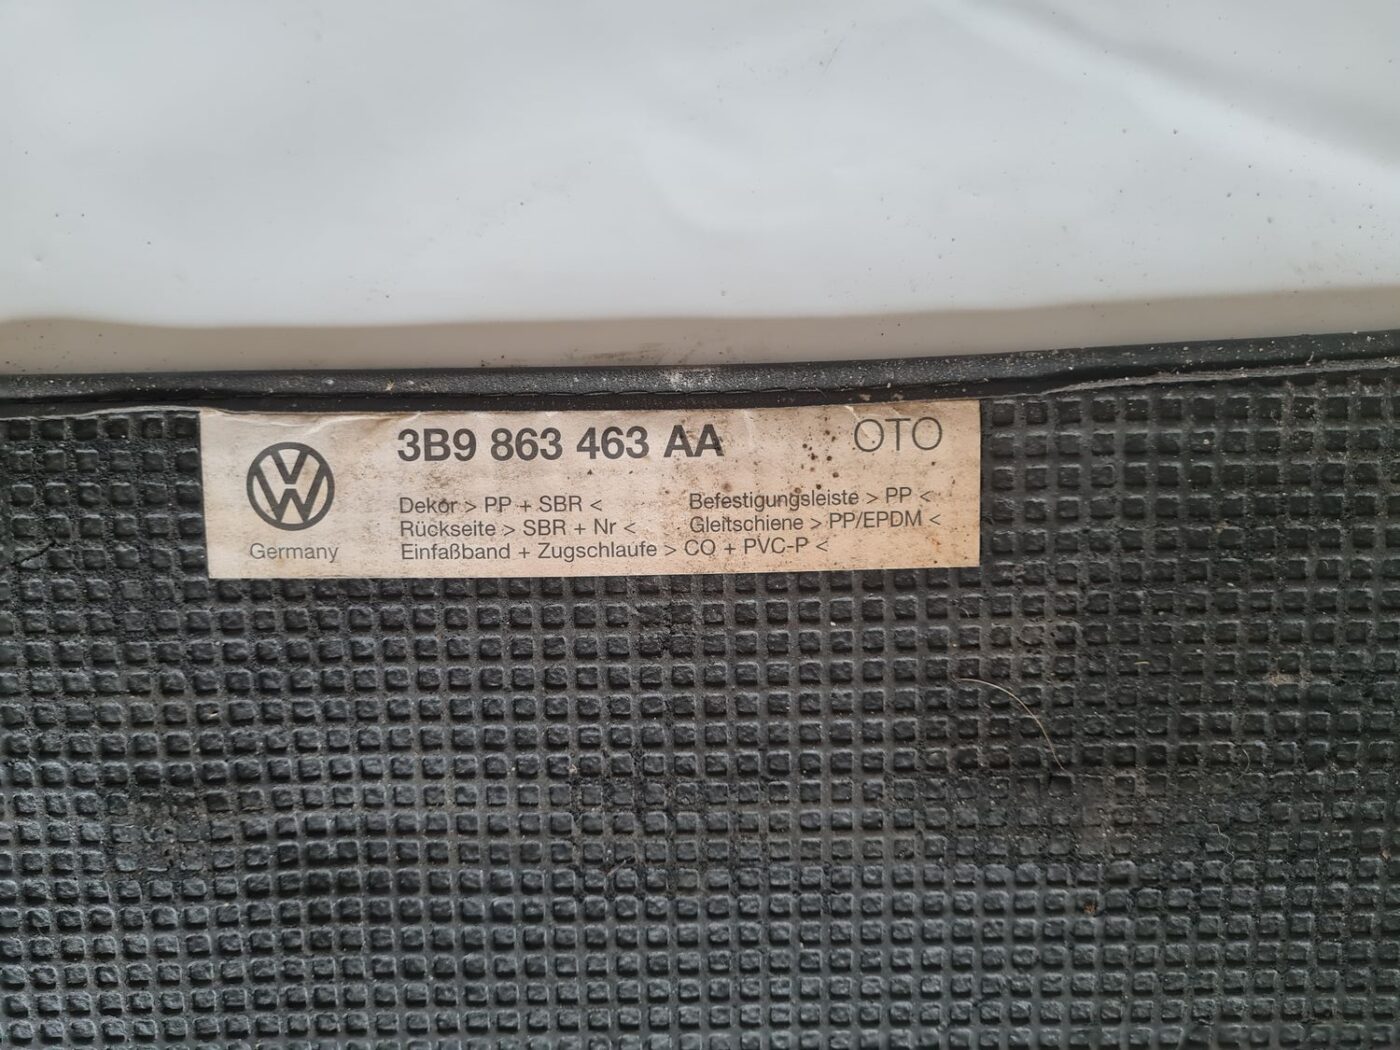 3B9 863 463 AA OTO
Dekor > PP + SBR < Befestigungsleiste > PP <
Rückseite > SBR + Nr < Gleitschiene > PP/EPDM <
Einfaßband + Zugschlaufe > CO + PVC-P <
VW
Germany